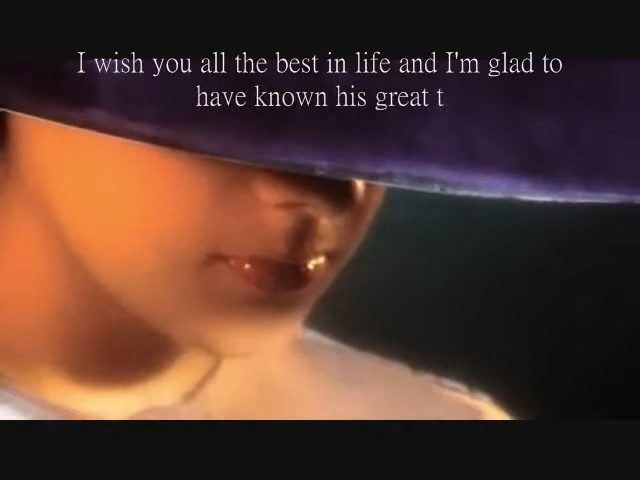 I wish you all the best in life and I'm glad to
have known his great t